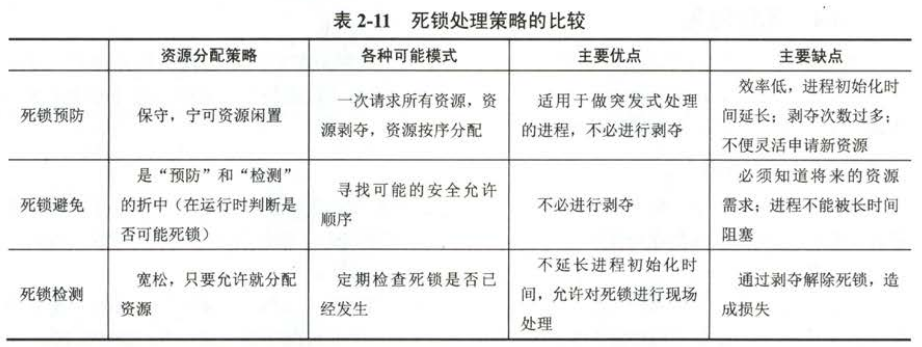 表 2-11 死锁处理策略的比较
资源分配策略 各种可能模式 主要优点 主要缺点
死锁预防
保守，宁可资源闲置
一次请求所有资源，资
源剥夺，资源按序分配
适用于做突发式处理
的进程，不必进行剥夺
效率低，进程初始化时
间延长；剥夺次数过多；
不便灵活申请新资源
死锁避免
是“预防”和“检测”
的折中（在运行时判断是
否可能死锁）
寻找可能的安全允许
顺序
不必进行剥夺
必须知道将来的资源
需求；进程不能被长时间
阻塞
死锁检测
宽松，只要允许就分配
资源
定期检查死锁是否已
经发生
不延长进程初始化时
间，允许对死锁进行现场
处理
通过剥夺解除死锁，造
成损失